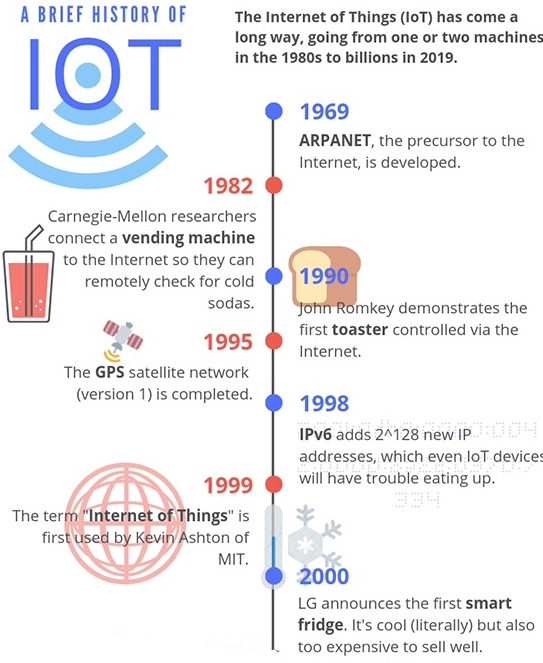 A BRIEF HISTORY OF
IOT
The Internet of Things (IoT) has come a
long way, going from one or two machines
in the 1980s to billions in 2019.
1969
ARPANET, the precursor to the
Internet, is developed.
1982
Carnegie-Mellon researchers
connect a vending machine
to the Internet so they can
remotely check for cold
sodas.
1990
John Romkey demonstrates the
first toaster controlled via the
Internet.
1995
The GPS satellite network
(version 1) is completed.
1998
IPv6 adds 2^128 new IP
addresses, which even IoT devices
will have trouble eating up.
334
1999
The term "Internet of Things" is
first used by Kevin Ashton of
MIT.
2000
LG announces the first smart
fridge. It's cool (literally) but also
too expensive to sell well.